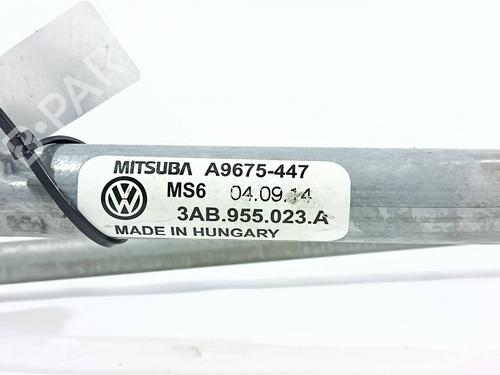 MITSUBA A9675-447
MS6 04.09.14
3AB.955.023.A
MADE IN HUNGARY